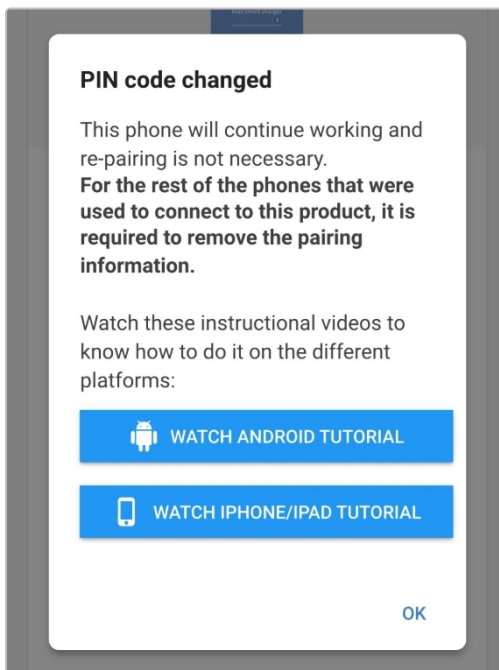 PIN code changed
This phone will continue working and
re-pairing is not necessary.
For the rest of the phones that were
used to connect to this product, it is
required to remove the pairing
information.
Watch these instructional videos to
know how to do it on the different
platforms:
WATCH ANDROID TUTORIAL
WATCH IPHONE/IPAD TUTORIAL
OK